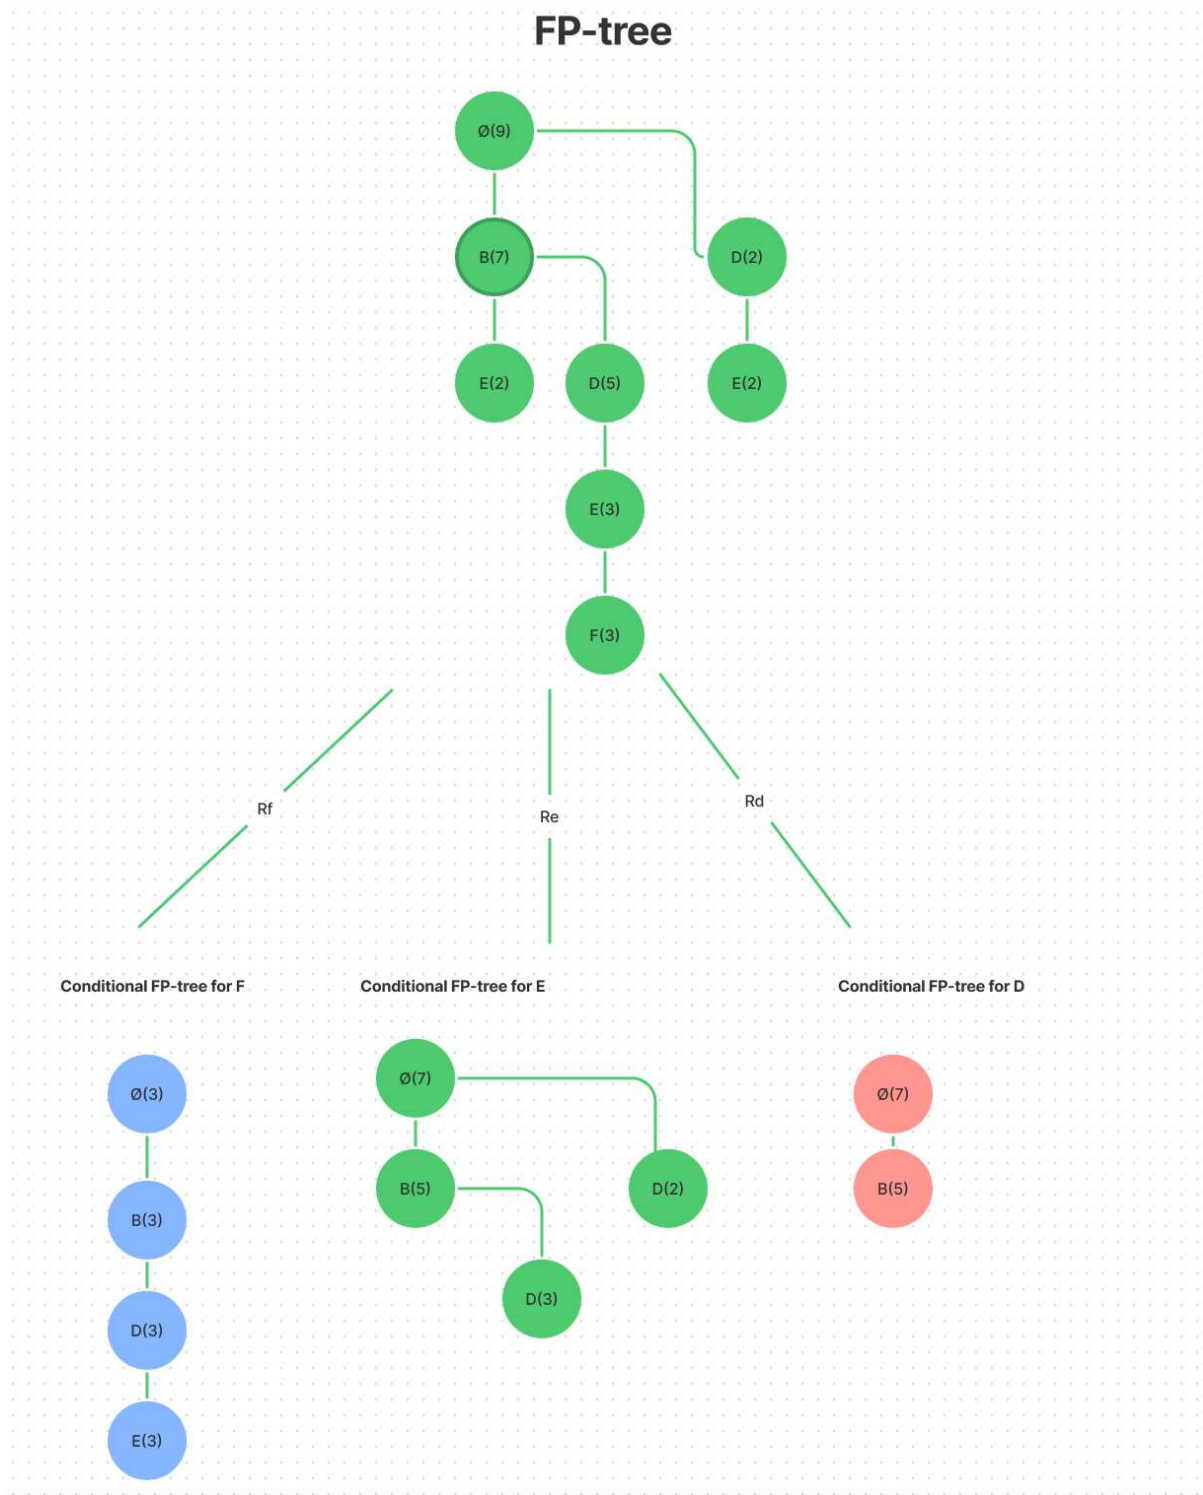 FP-tree
Ø(9)
B(7)
D(2)
E(2)
D(5)
E(2)
E(3)
F(3)
Rf
Re
Rd
Conditional FP-tree for F
Conditional FP-tree for E
Conditional FP-tree for D
Ø(3)
B(3)
D(3)
E(3)
Ø(7)
B(5)
D(2)
D(3)
Ø(7)
B(5)